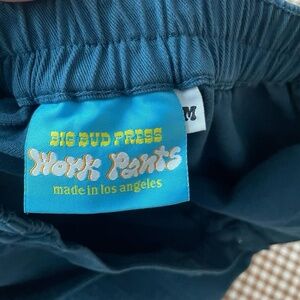 BIG BUD PRESS
Work Pants
made in los angeles
M